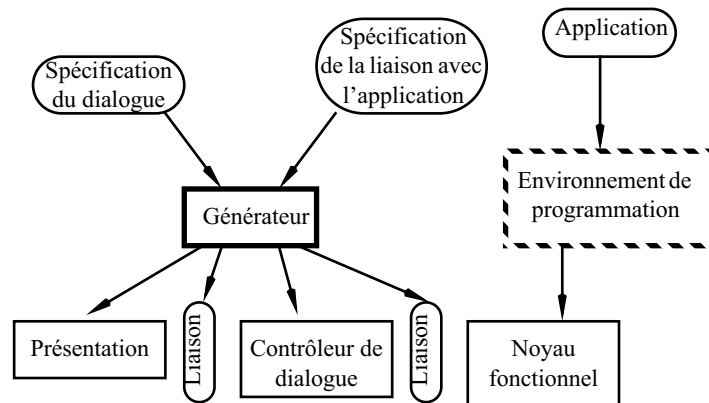 Spécification
du dialogue
Spécification
de la liaison avec
l’application
Application
Générateur
Environnement de
programmation
Présentation
Liaison
Contrôleur de
dialogue
Liaison
Noyau
fonctionnel